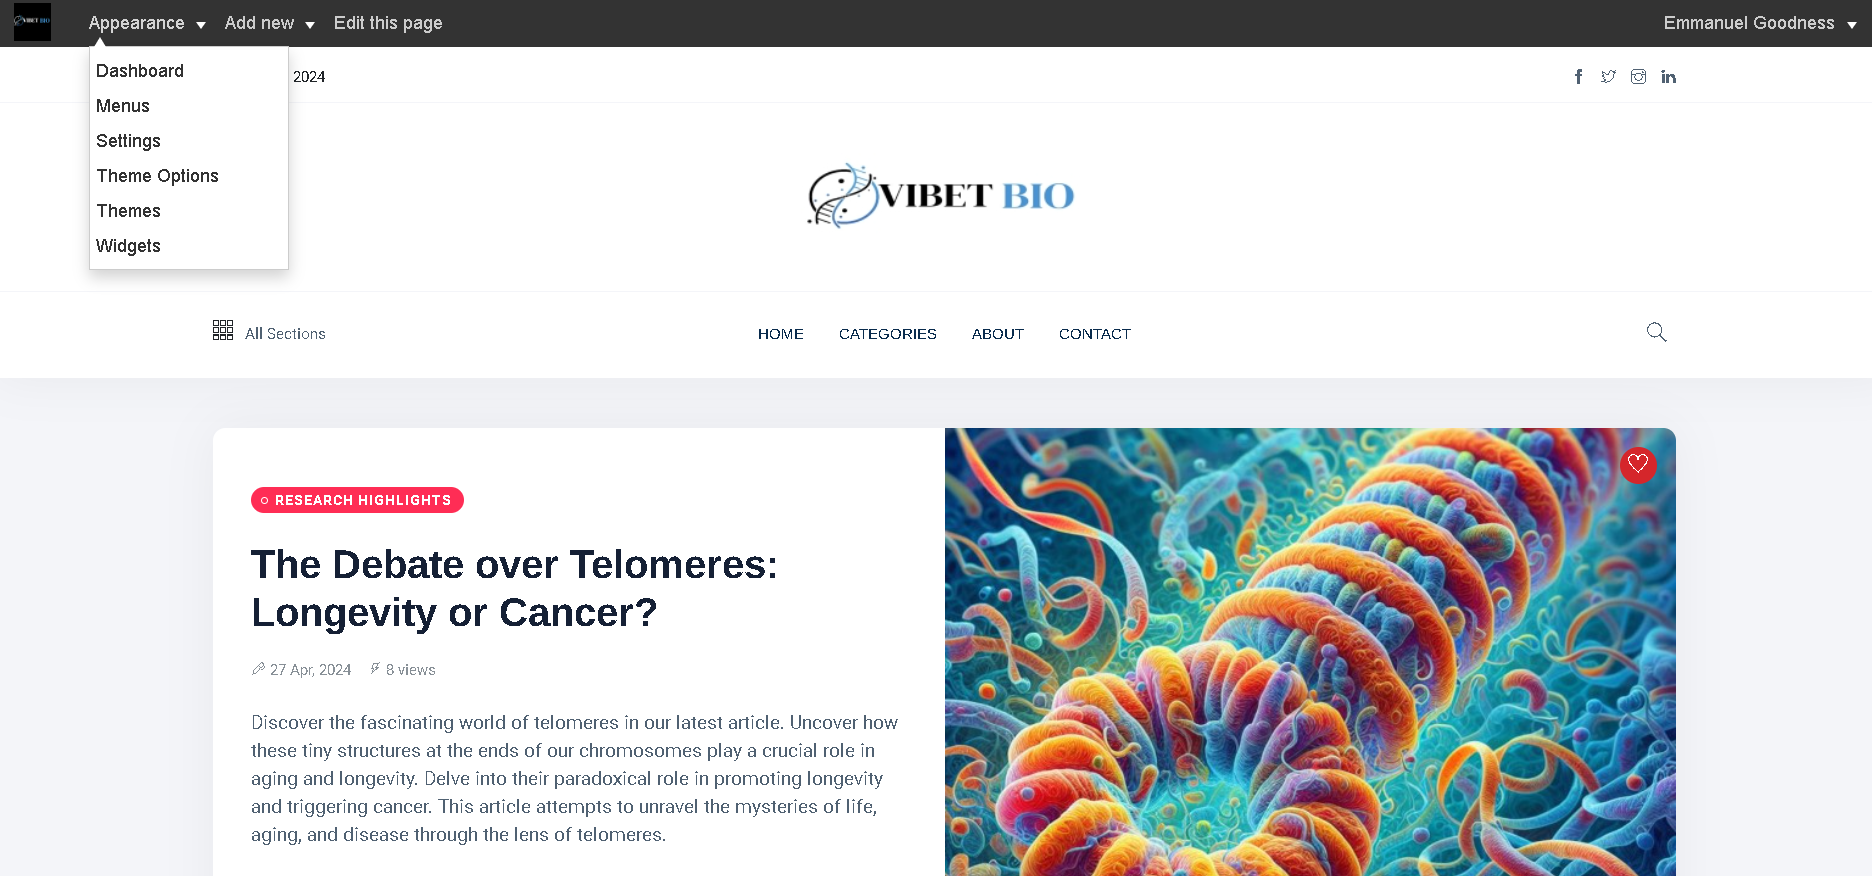 VIBET BIO
Appearance
Add new
Edit this page
Emmanuel Goodness
Dashboard
Menus
Settings
Theme Options
Themes
Widgets
2024
VIBET BIO
All Sections
HOME
CATEGORIES
ABOUT
CONTACT
RESEARCH HIGHLIGHTS
The Debate over Telomeres:
Longevity or Cancer?
27 Apr, 2024
8 views
Discover the fascinating world of telomeres in our latest article. Uncover how
these tiny structures at the ends of our chromosomes play a crucial role in
aging and longevity. Delve into their paradoxical role in promoting longevity
and triggering cancer. This article attempts to unravel the mysteries of life,
aging, and disease through the lens of telomeres.